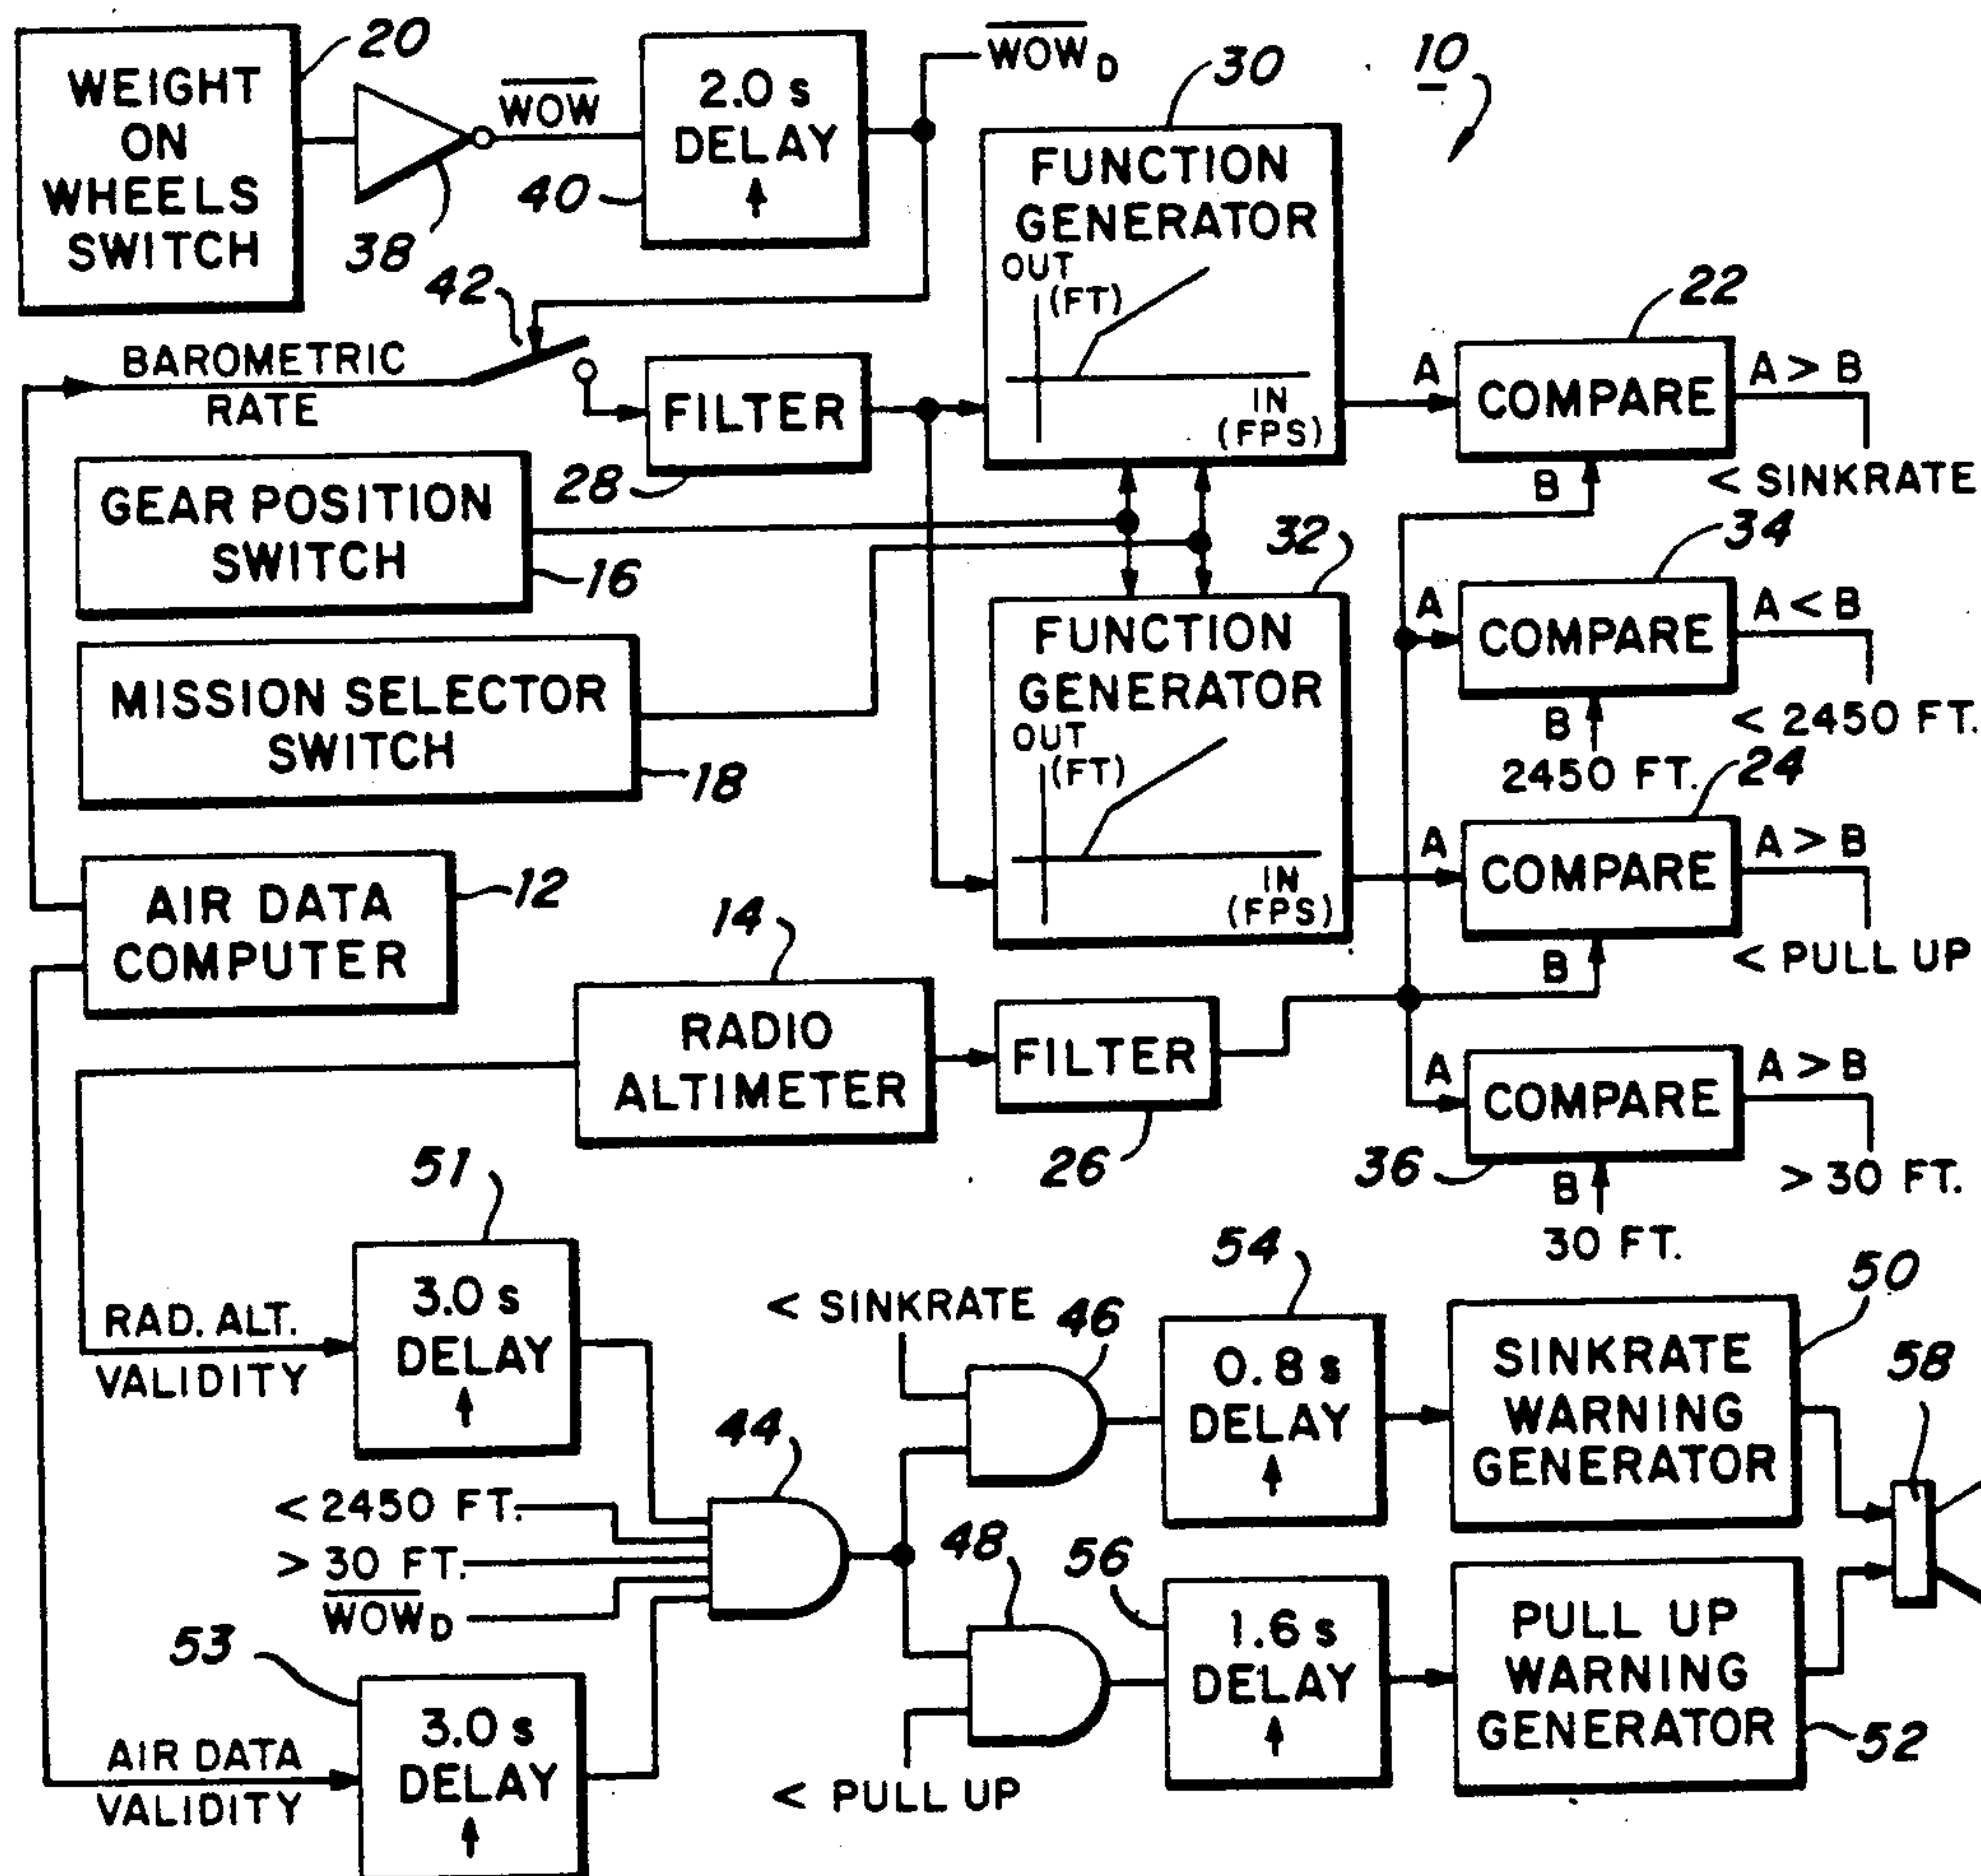 WEIGHT
ON
WHEELS
SWITCH
20
38
WOW
2.0 s
DELAY
40
WOWD
30
10
FUNCTION
GENERATOR
OUT
(FT)
IN
(FPS)
42
BAROMETRIC
RATE
FILTER
28
22
A
COMPARE
A > B
B
< SINKRATE
GEAR POSITION
SWITCH
16
32
34
A
COMPARE
A < B
B
2450 FT.
< 2450 FT.
MISSION SELECTOR
SWITCH
18
FUNCTION
GENERATOR
OUT
(FT)
IN
(FPS)
24
A
COMPARE
A > B
B
< PULL UP
AIR DATA
COMPUTER
12
14
RADIO
ALTIMETER
FILTER
26
A
COMPARE
A > B
36
B
30 FT.
> 30 FT.
51
RAD. ALT.
VALIDITY
3.0 s
DELAY
44
< 2450 FT.
> 30 FT.
WOWD
53
AIR DATA
VALIDITY
3.0 s
DELAY
< SINKRATE
46
54
0.8 s
DELAY
SINKRATE
WARNING
GENERATOR
50
58
48
< PULL UP
56
1.6 s
DELAY
PULL UP
WARNING
GENERATOR
52